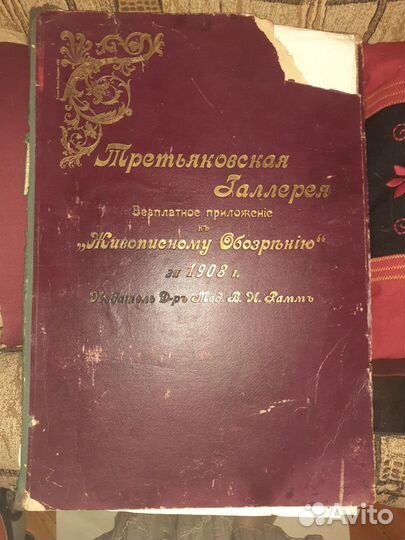 Третьяковская
Галлерея
Безплатное приложенiе
къ
„Живописному Обозрѣнiю“
за 1908 г.
Издатель Д-ръ Мед. В. И. Раммъ
Avito